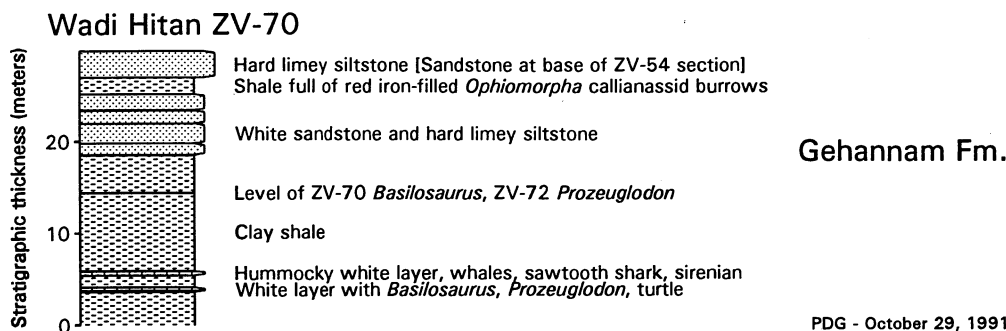 Wadi Hitan ZV-70
Stratigraphic thickness (meters)
Hard limey siltstone [Sandstone at base of ZV-54 section]
Shale full of red iron-filled Ophiomorpha callianassid burrows
20
White sandstone and hard limey siltstone
Gehannam Fm.
Level of ZV-70 Basilosaurus, ZV-72 Prozeuglodon
10
Clay shale
Hummocky white layer, whales, sawtooth shark, sirenian
White layer with Basilosaurus, Prozeuglodon, turtle
0
PDG - October 29, 1991